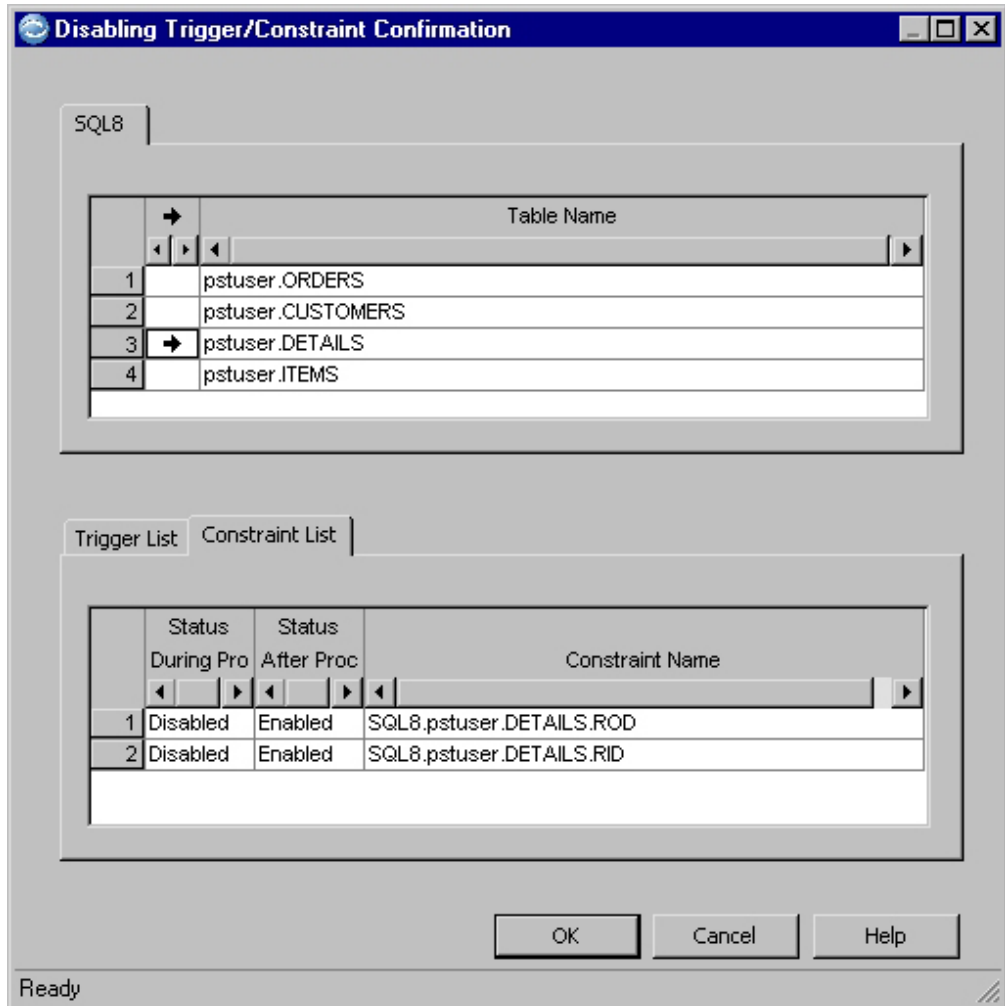 Disabling Trigger/Constraint Confirmation
SQL8
Table Name
1 pstuser.ORDERS
2 pstuser.CUSTOMERS
3 pstuser.DETAILS
4 pstuser.ITEMS
Trigger List Constraint List
Status Status
During Pro After Proc Constraint Name
1 Disabled Enabled SQL8.pstuser.DETAILS.ROD
2 Disabled Enabled SQL8.pstuser.DETAILS.RID
OK Cancel Help
Ready